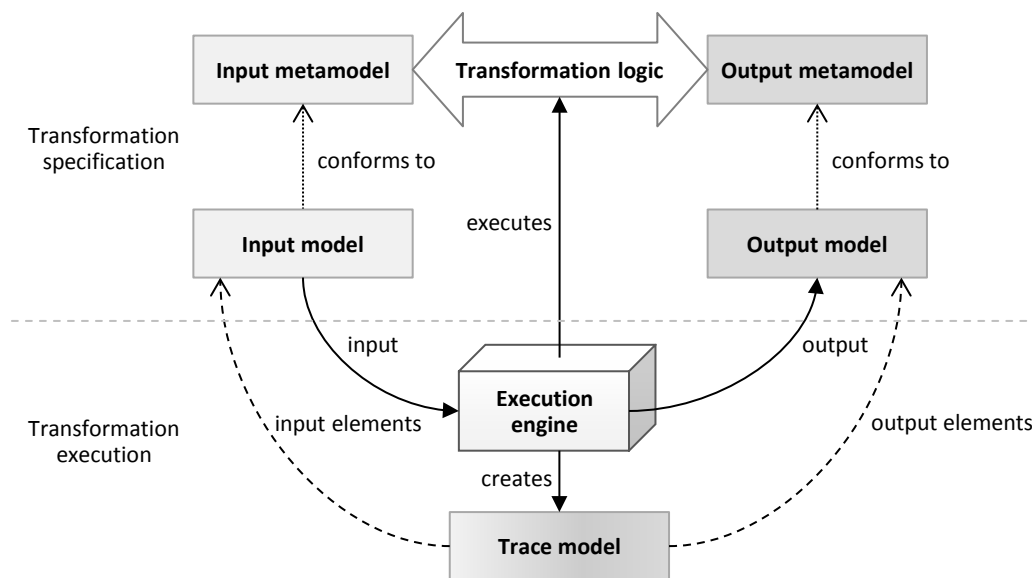 Input metamodel
Transformation logic
Output metamodel
Transformation
specification
conforms to
conforms to
executes
Input model
Output model
input
output
Execution
engine
input elements
output elements
Transformation
execution
creates
Trace model